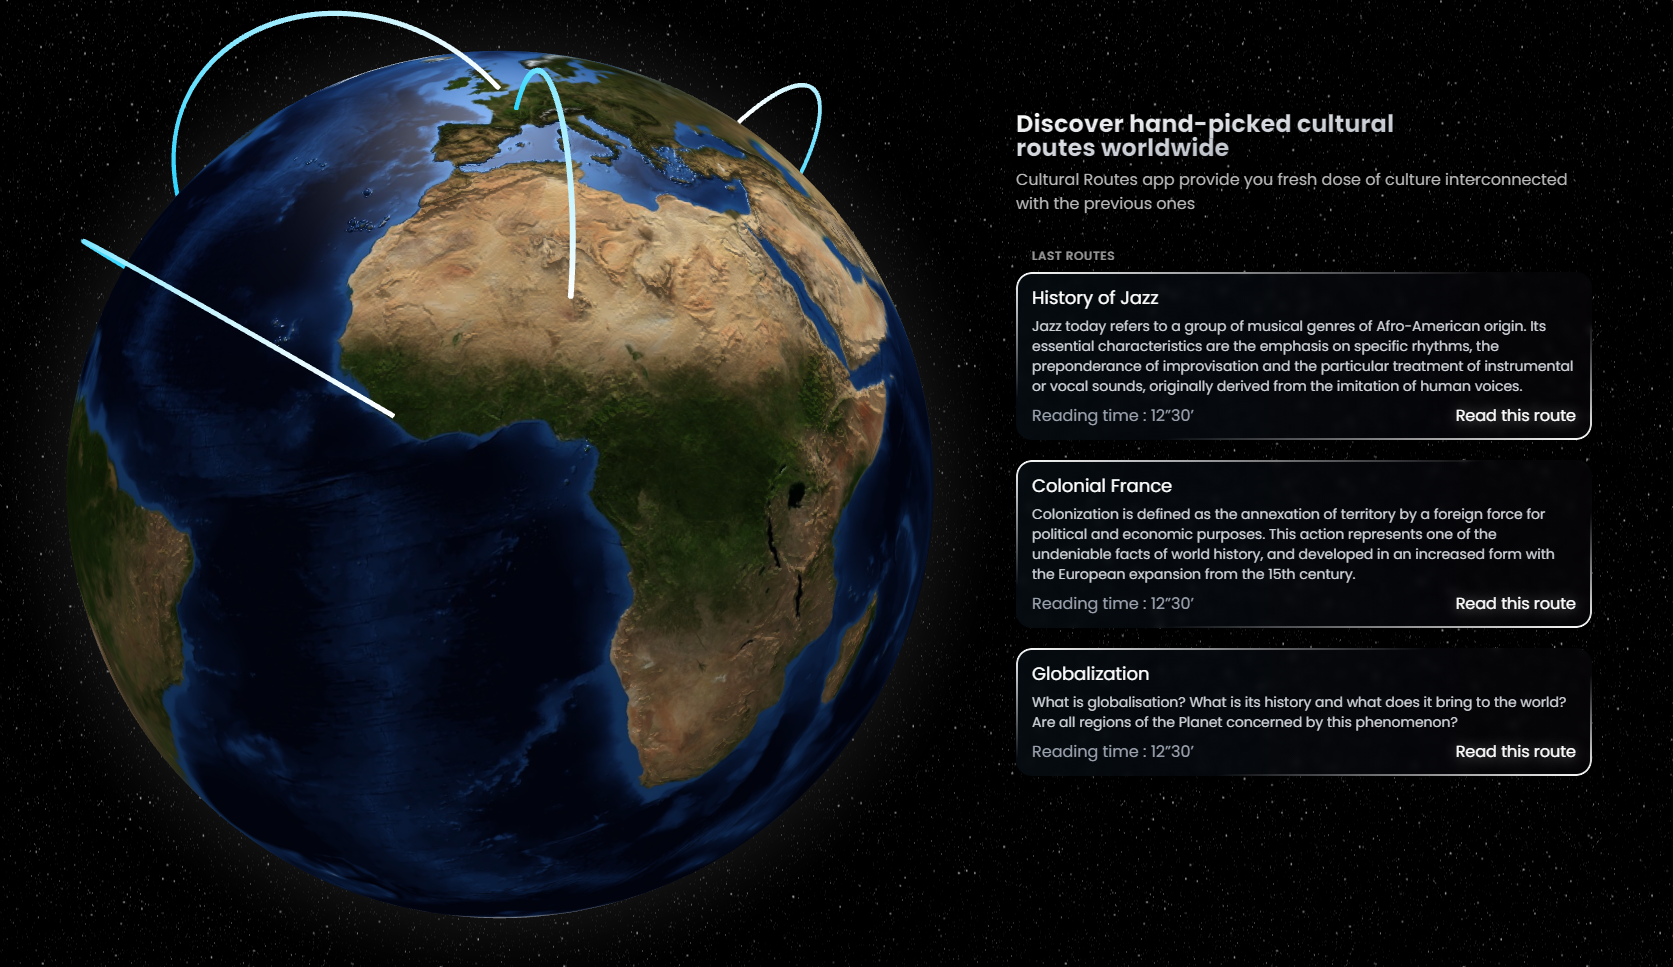 Discover hand-picked cultural
routes worldwide
Cultural Routes app provide you fresh dose of culture interconnected
with the previous ones
LAST ROUTES
History of Jazz
Jazz today refers to a group of musical genres of Afro-American origin. Its
essential characteristics are the emphasis on specific rhythms, the
preponderance of improvisation and the particular treatment of instrumental
or vocal sounds, originally derived from the imitation of human voices.
Reading time : 12’’30’ Read this route
Colonial France
Colonization is defined as the annexation of territory by a foreign force for
political and economic purposes. This action represents one of the
undeniable facts of world history, and developed in an increased form with
the European expansion from the 15th century.
Reading time : 12’’30’ Read this route
Globalization
What is globalisation? What is its history and what does it bring to the world?
Are all regions of the Planet concerned by this phenomenon?
Reading time : 12’’30’ Read this route